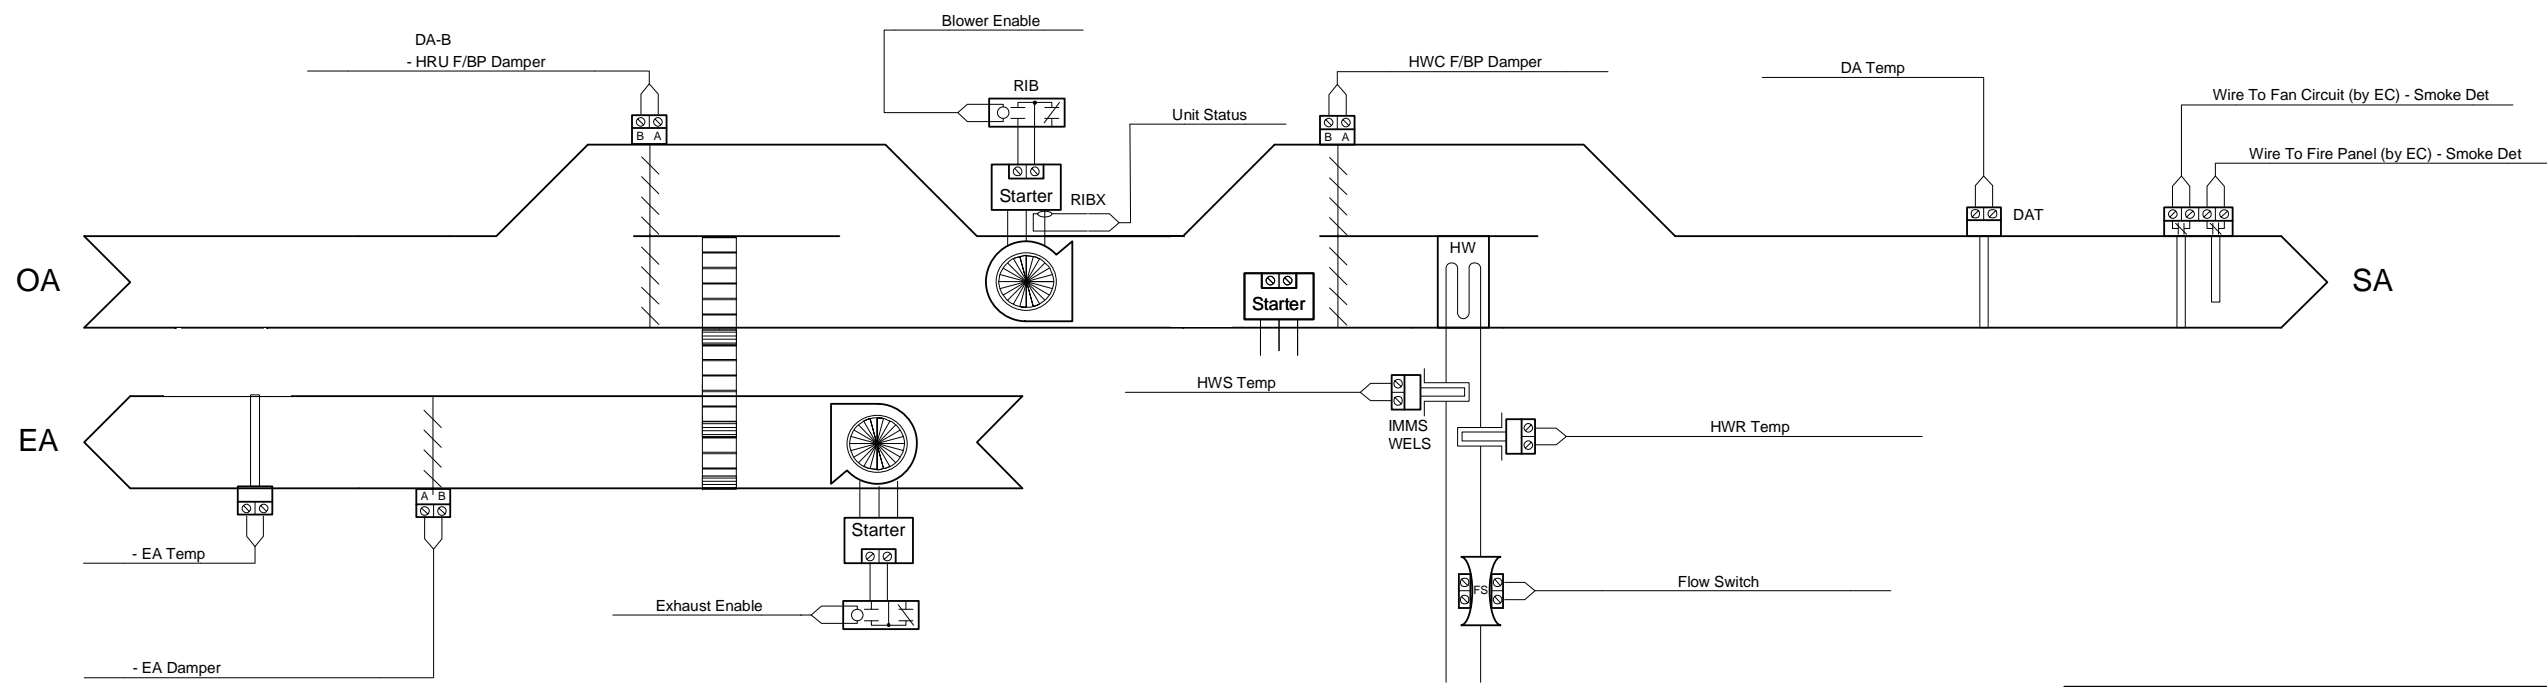 Blower Enable
DA-B
- HRU F/BP Damper
HWC F/BP Damper
DA Temp
RIB
Wire To Fan Circuit (by EC) - Smoke Det
Unit Status
B A
B A
Wire To Fire Panel (by EC) - Smoke Det
Starter
RIBX
DAT
HW
OA
SA
Starter
HWS Temp
IMMS
WELS
HWR Temp
EA
A B
Starter
- EA Temp
Flow Switch
FS
Exhaust Enable
- EA Damper